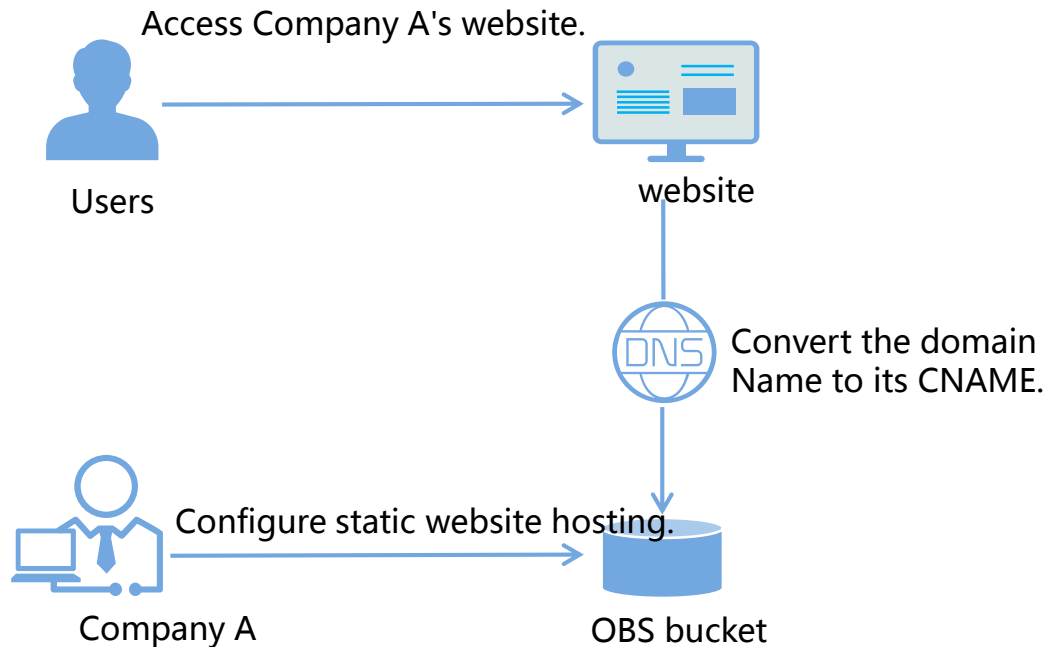 Access Company A's website.
Users
website
DNS
Convert the domain
Name to its CNAME.
Configure static website hosting.
Company A
OBS bucket